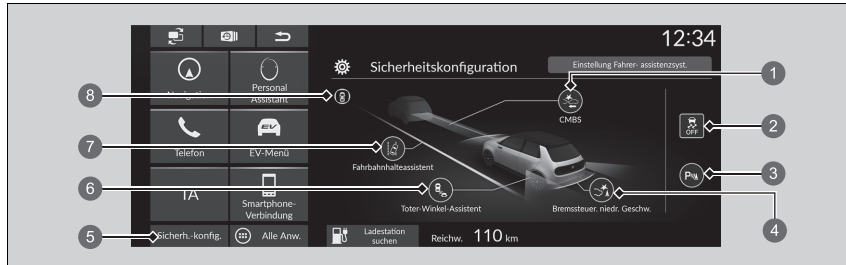 12:34
Sicherheitskonfiguration
Einstellung Fahrer- assistenzsyst.
1
8
Navigation
Personal
Assistant
CMBS
OFF
2
7
Telefon
EV
EV-Menü
Fahrbahnhalteassistent
P
3
6
TA
Smartphone-
Verbindung
Toter-Winkel-Assistent
Bremssteuer. niedr. Geschw.
4
5
Sicherh.-konfig.
Alle Anw.
Ladestation
suchen
Reichw. 110 km